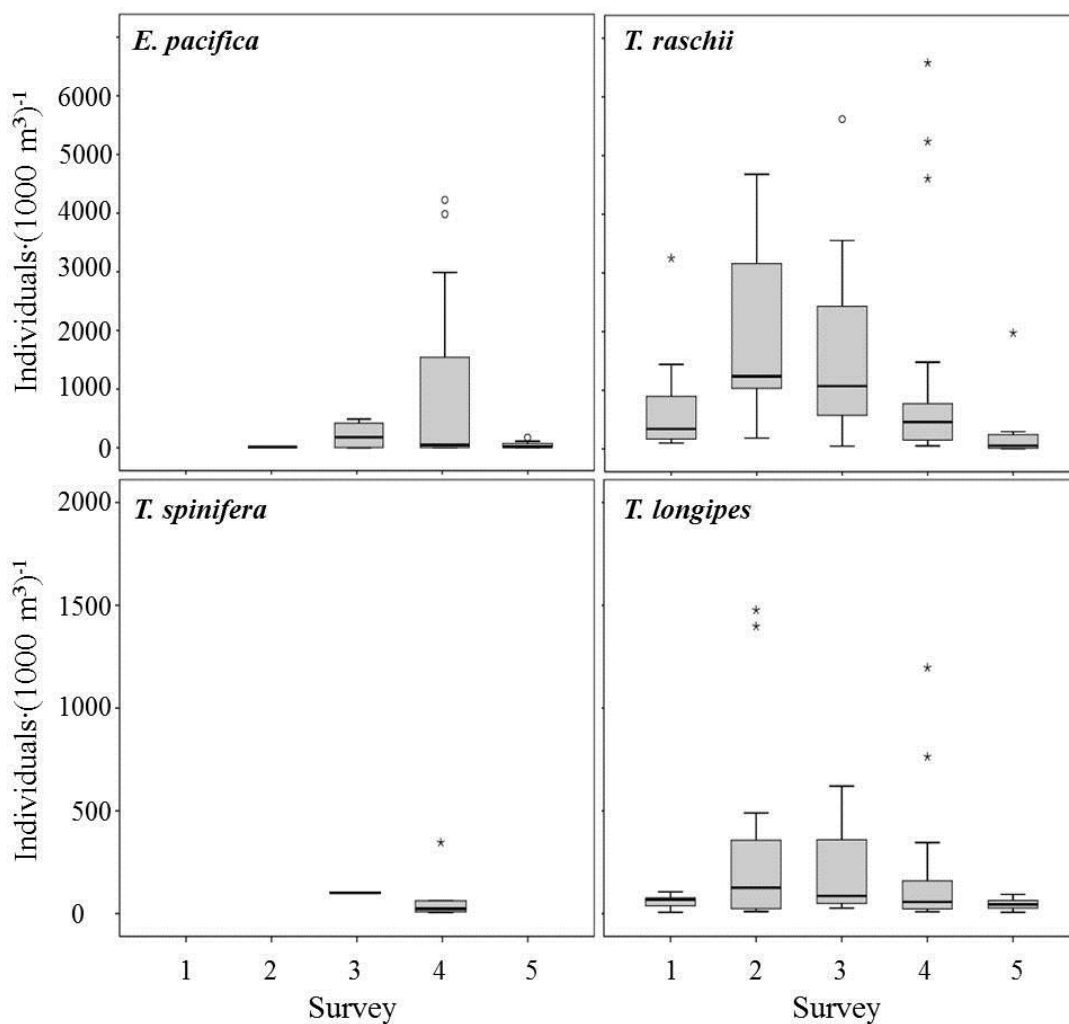 E. pacifica
T. raschii
Individuals·(1000 m³)⁻¹
6000
5000
4000
3000
2000
1000
0
T. spinifera
T. longipes
Individuals·(1000 m³)⁻¹
2000
1500
1000
500
0
1 2 3 4 5
1 2 3 4 5
Survey
Survey